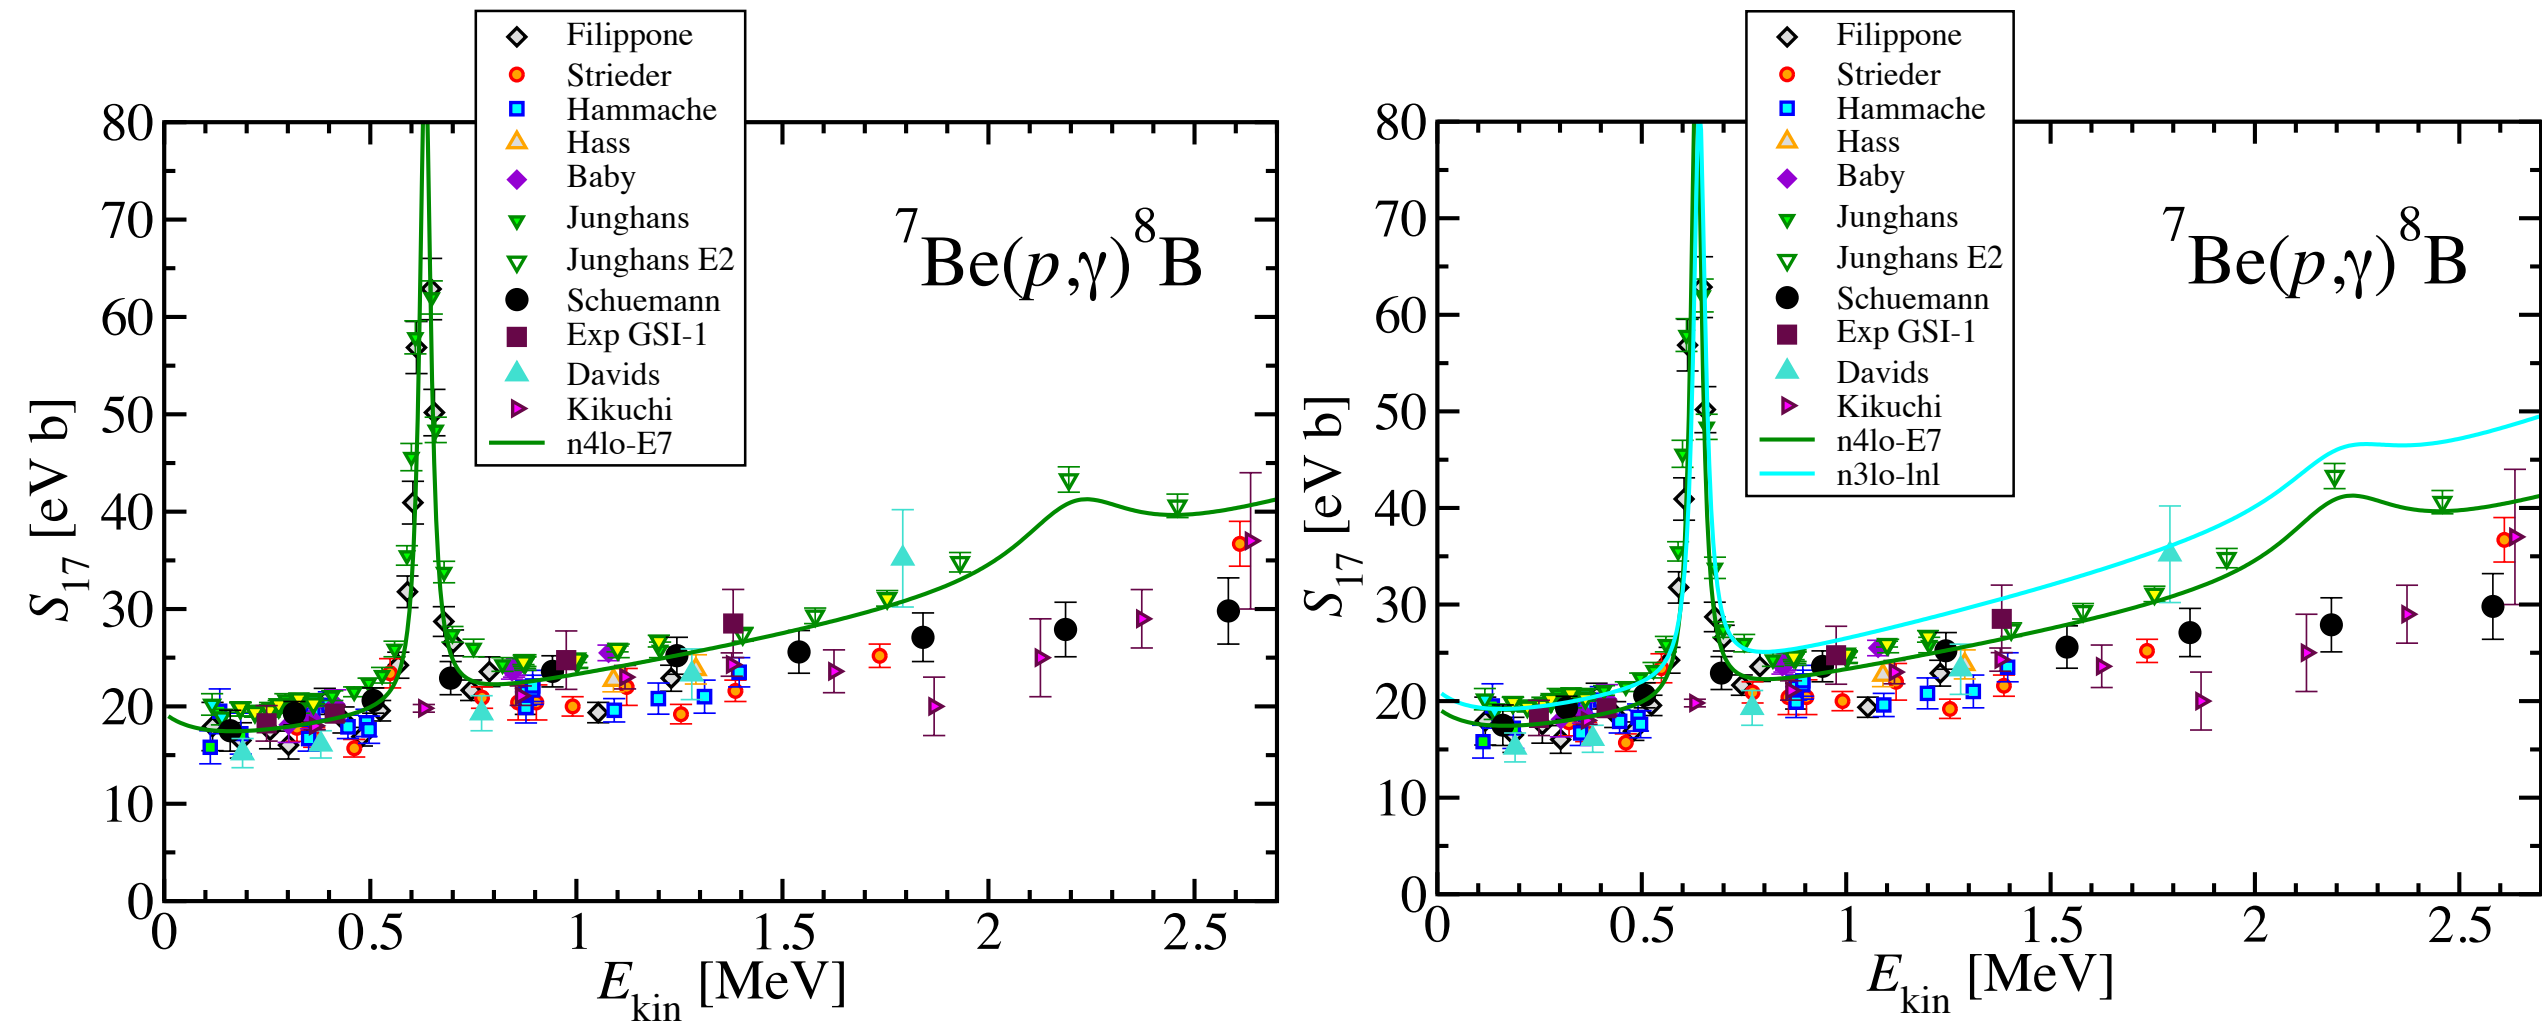 Filippone
Strieder
Hammache
Hass
Baby
Junghans
Junghans E2
Schuemann
Exp GSI-1
Davids
Kikuchi
n4lo-E7
⁷Be(p,γ)⁸B
80
70
60
50
40
30
20
10
0
S₁₇ [eV b]
0 0.5 1 1.5 2 2.5
E_kin [MeV]
Filippone
Strieder
Hammache
Hass
Baby
Junghans
Junghans E2
Schuemann
Exp GSI-1
Davids
Kikuchi
n4lo-E7
n3lo-lnl
⁷Be(p,γ)⁸B
80
70
60
50
40
30
20
10
0
S₁₇ [eV b]
0 0.5 1 1.5 2 2.5
E_kin [MeV]